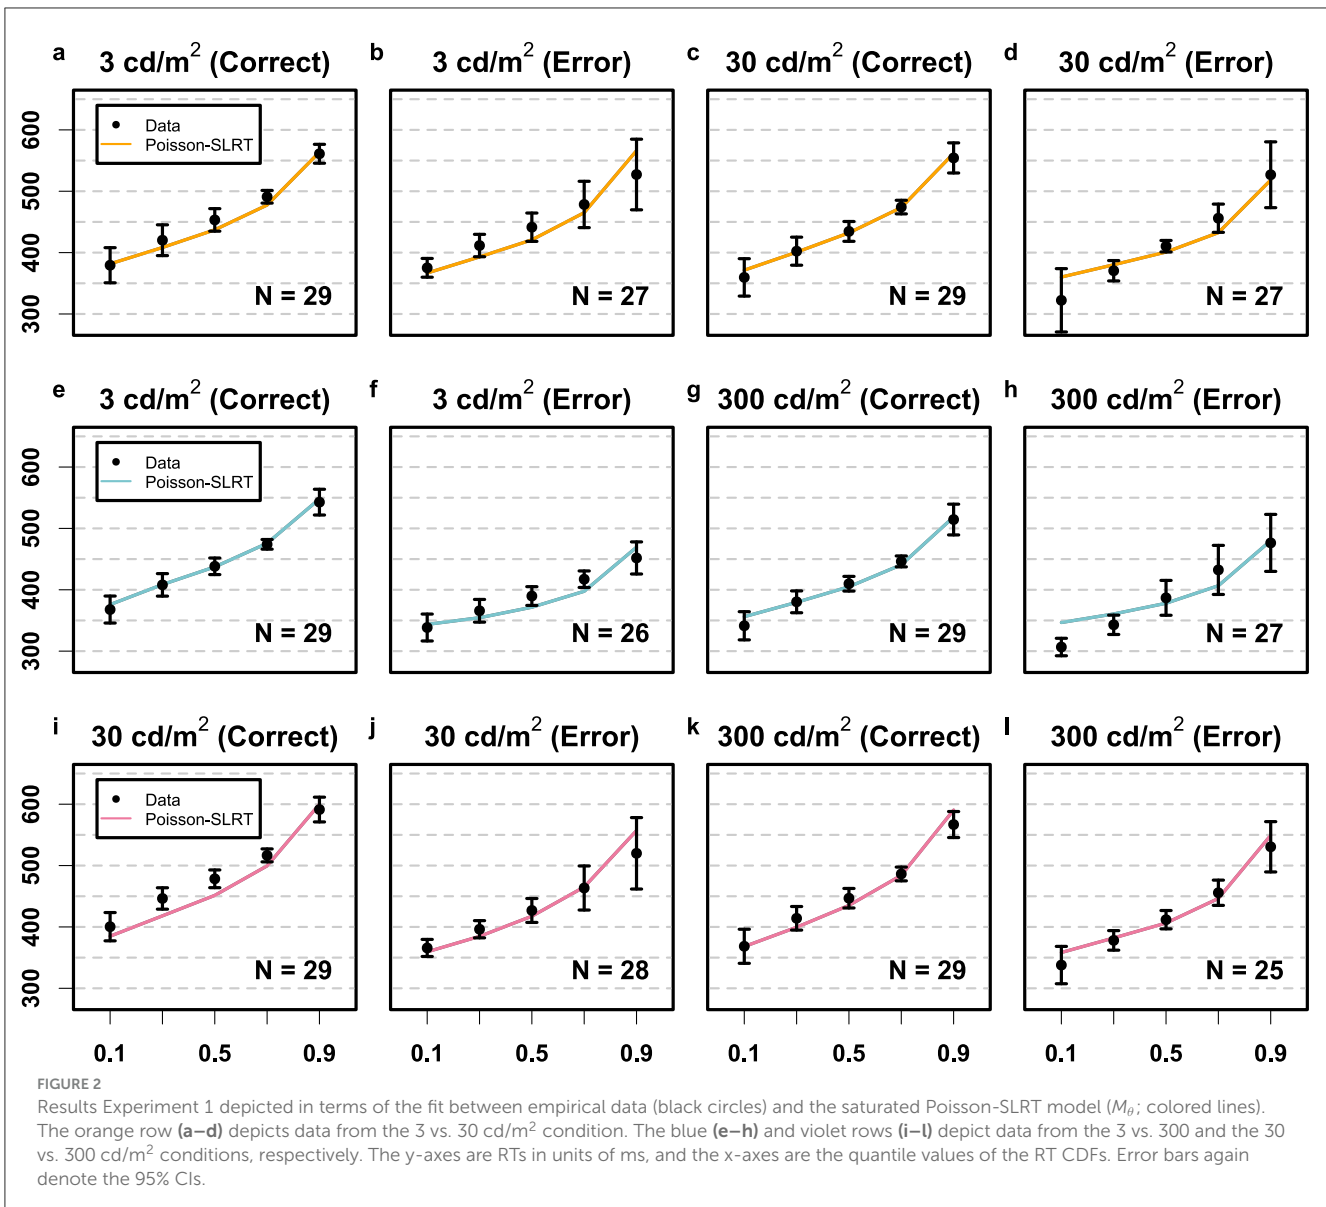 a 3 cd/m² (Correct)
b 3 cd/m² (Error)
c 30 cd/m² (Correct)
d 30 cd/m² (Error)
600
500
400
300
Data
Poisson-SLRT
N = 29
N = 27
N = 29
N = 27
e 3 cd/m² (Correct)
f 3 cd/m² (Error)
g 300 cd/m² (Correct)
h 300 cd/m² (Error)
600
500
400
300
Data
Poisson-SLRT
N = 29
N = 26
N = 29
N = 27
i 30 cd/m² (Correct)
j 30 cd/m² (Error)
k 300 cd/m² (Correct)
l 300 cd/m² (Error)
600
500
400
300
Data
Poisson-SLRT
N = 29
N = 28
N = 29
N = 25
0.1 0.5 0.9 0.1 0.5 0.9 0.1 0.5 0.9 0.1 0.5 0.9
FIGURE 2
Results Experiment 1 depicted in terms of the fit between empirical data (black circles) and the saturated Poisson-SLRT model (M_θ; colored lines).
The orange row (a–d) depicts data from the 3 vs. 30 cd/m² condition. The blue (e–h) and violet rows (i–l) depict data from the 3 vs. 300 and the 30
vs. 300 cd/m² conditions, respectively. The y-axes are RTs in units of ms, and the x-axes are the quantile values of the RT CDFs. Error bars again
denote the 95% CIs.